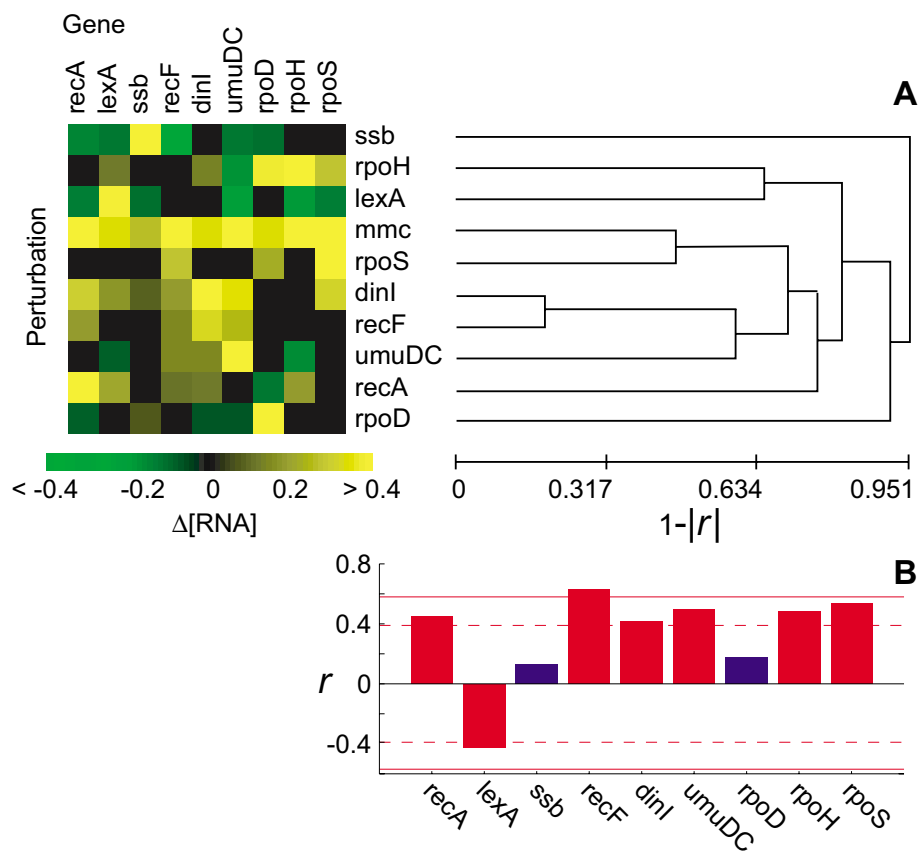 Gene
recA
lexA
ssb
recF
dinI
umuDC
rpoD
rpoH
rpoS
A
Perturbation
ssb
rpoH
lexA
mmc
rpoS
dinI
recF
umuDC
recA
rpoD
< -0.4 -0.2 0 0.2 > 0.4
Δ[RNA]
0 0.317 0.634 0.951
1-|r|
B
0.8
0.4
0
-0.4
r
recA
lexA
ssb
recF
dinI
umuDC
rpoD
rpoH
rpoS